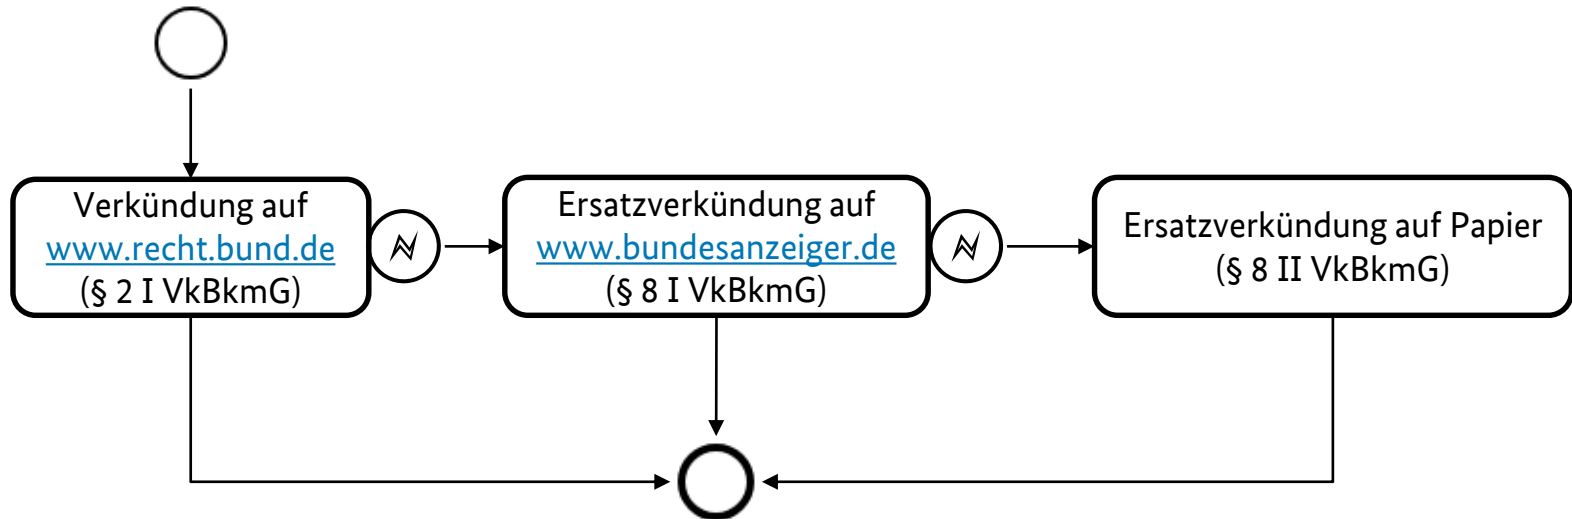 Verkündung auf
www.recht.bund.de
(§ 2 I VkBkmG)
Ersatzverkündung auf
www.bundesanzeiger.de
(§ 8 I VkBkmG)
Ersatzverkündung auf Papier
(§ 8 II VkBkmG)